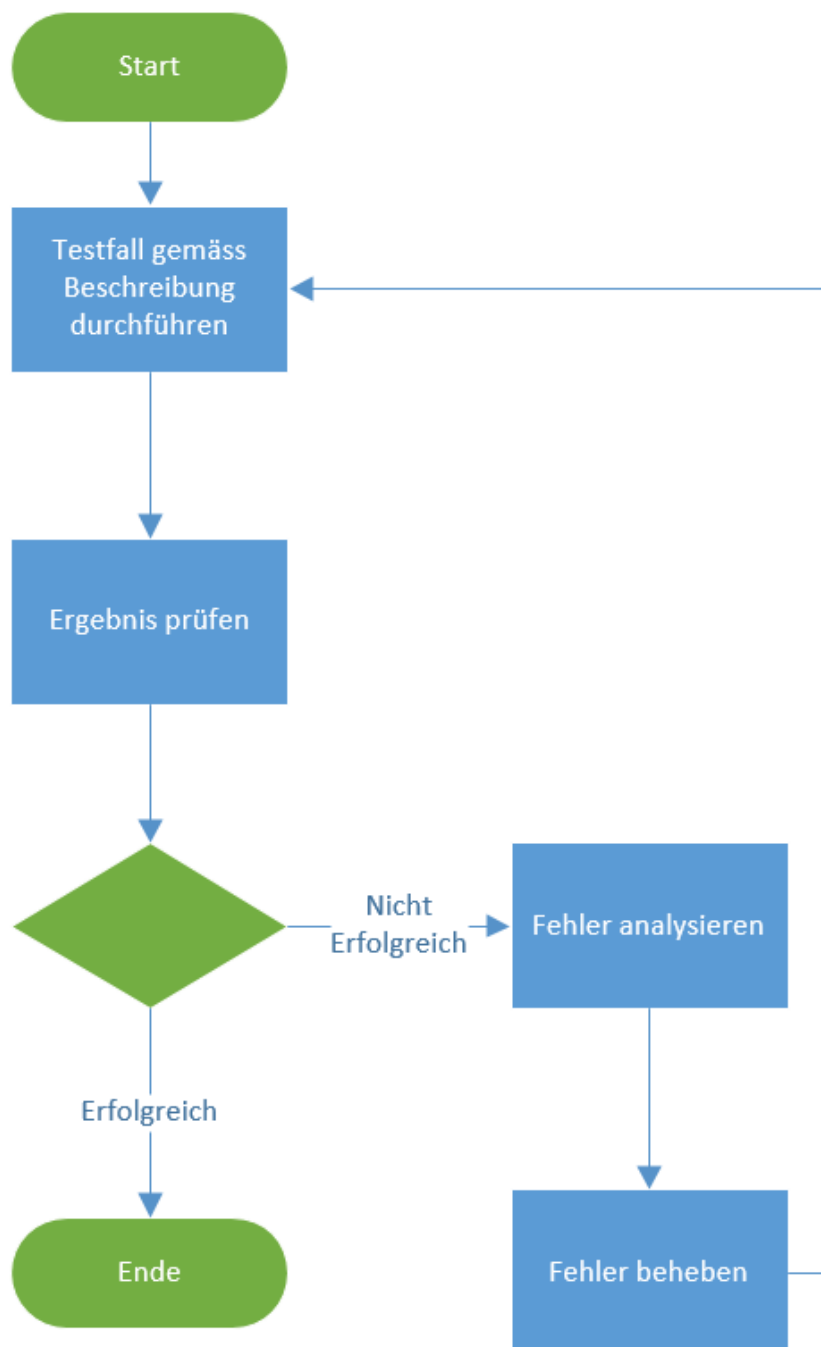 Start
Testfall gemäss
Beschreibung
durchführen
Ergebnis prüfen
Nicht
Erfolgreich
Fehler analysieren
Erfolgreich
Ende
Fehler beheben